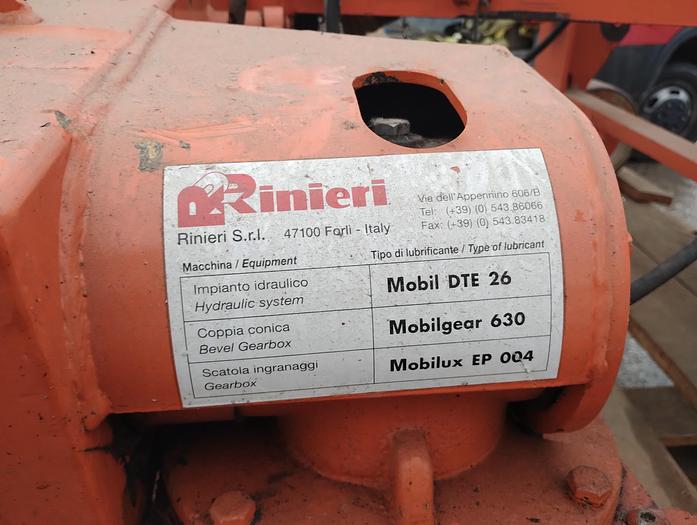 Rinieri
Rinieri S.r.l. 47100 Forlì - Italy
Via dell'Appennino 606/B
Tel: (+39) (0) 543.86066
Fax: (+39) (0) 543.83418
Macchina / Equipment
Tipo di lubrificante / Type of lubricant
Impianto idraulico
Hydraulic system
Mobil DTE 26
Coppia conica
Bevel Gearbox
Mobilgear 630
Scatola ingranaggi
Gearbox
Mobilux EP 004